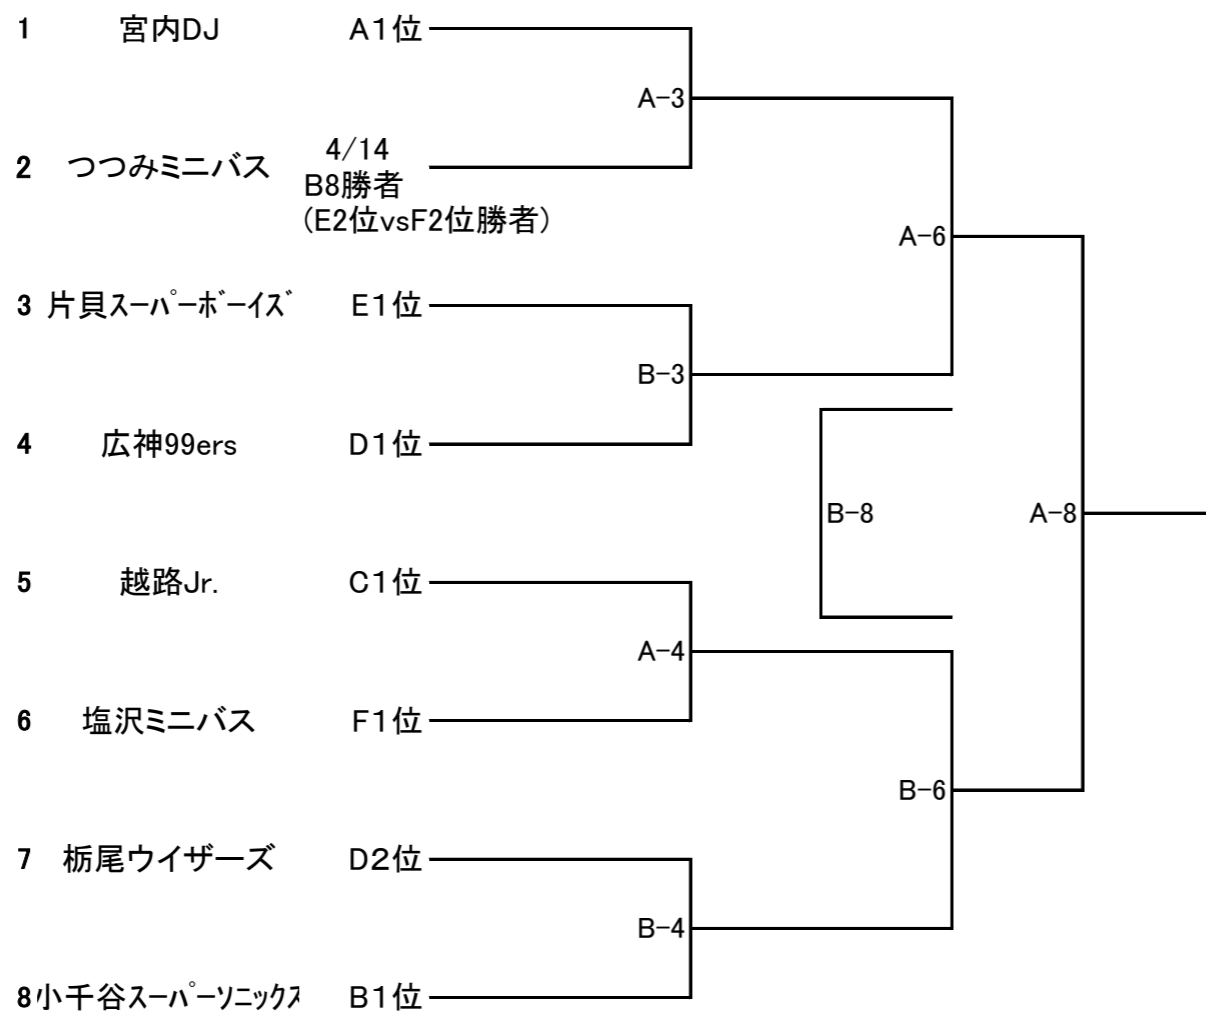 1 宮内DJ A1位
A-3
2 つつみミニバス 4/14
B8勝者
(E2位vsF2位勝者)
A-6
3 片貝スーパーボーイズ E1位
B-3
4 広神99ers D1位
B-8 A-8
5 越路Jr. C1位
A-4
6 塩沢ミニバス F1位
B-6
7 栃尾ウイザーズ D2位
B-4
8 小千谷スーパーソニックス B1位